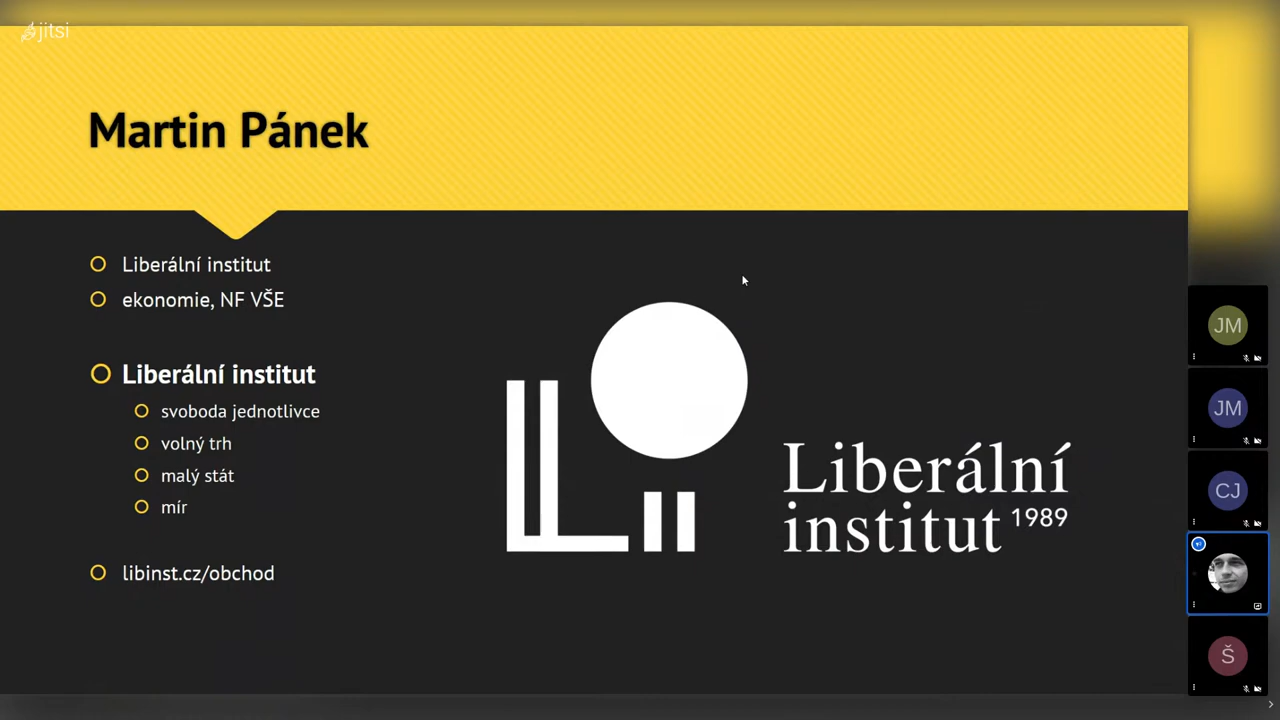 jitsi
Martin Pánek
Liberální institut
ekonomie, NF VŠE
Liberální institut
svoboda jednotlivce
volný trh
malý stát
mír
libinst.cz/obchod
Liberální
institut 1989
JM
JM
CJ
Š